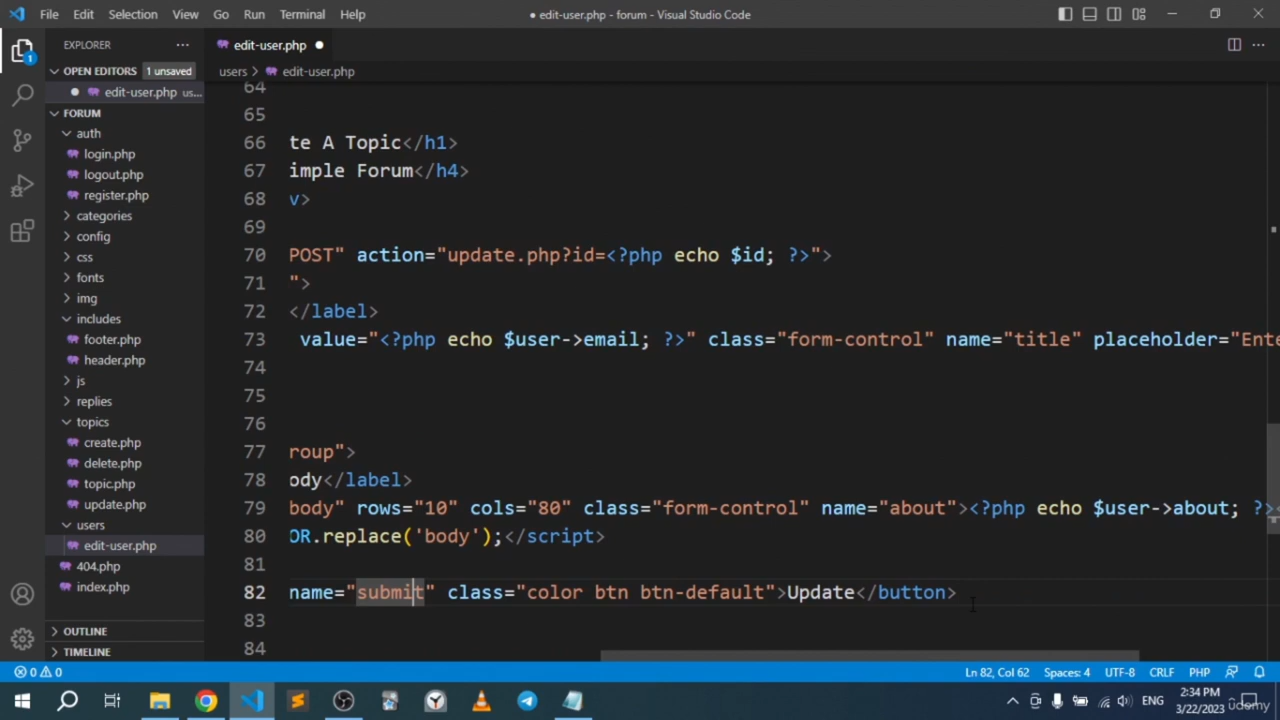 File Edit Selection View Go Run Terminal Help
● edit-user.php - forum - Visual Studio Code
EXPLORER
edit-user.php
OPEN EDITORS 1 unsaved
users > edit-user.php
edit-user.php us...
FORUM
auth
login.php
logout.php
register.php
categories
config
css
fonts
img
includes
footer.php
header.php
js
replies
topics
create.php
delete.php
topic.php
update.php
users
edit-user.php
404.php
index.php
OUTLINE
TIMELINE
64
65
66 te A Topic</h1>
67 imple Forum</h4>
68 v>
69
70 POST" action="update.php?id=<?php echo $id; ?>">
71 ">
72 </label>
73 value="<?php echo $user->email; ?>" class="form-control" name="title" placeholder="Ente
74
75
76
77 roup">
78 ody</label>
79 body" rows="10" cols="80" class="form-control" name="about"><?php echo $user->about; ?>
80 OR.replace('body');</script>
81
82 name="submit" class="color btn btn-default">Update</button>
83
84
0 0 Ln 82, Col 62 Spaces: 4 UTF-8 CRLF PHP
ENG 2:34 PM
3/22/2023
udemy